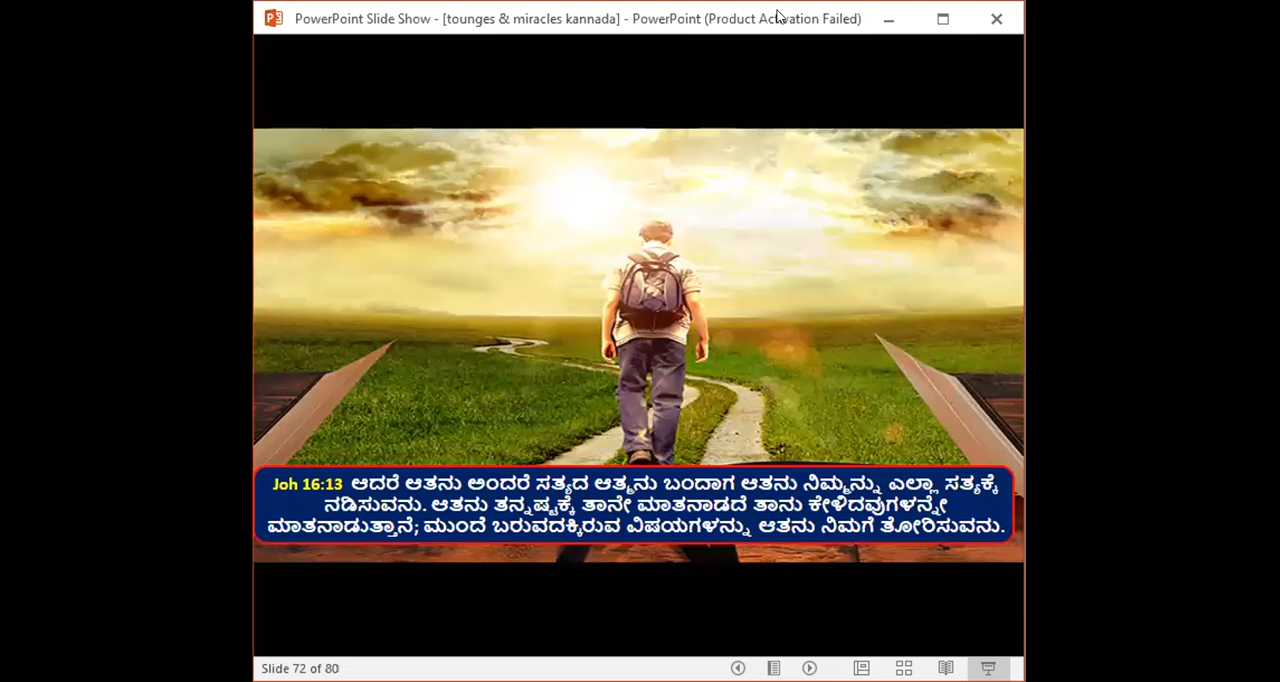 PowerPoint Slide Show - [tounges & miracles kannada] - PowerPoint (Product Activation Failed)
Joh 16:13 ಆದರೆ ಆತನು ಅಂದರೆ ಸತ್ಯದ ಆತ್ಮನು ಬಂದಾಗ ಆತನು ನಿಮ್ಮನ್ನು ಎಲ್ಲಾ ಸತ್ಯಕ್ಕೆ
ನಡಿಸುವನು. ಆತನು ತನ್ನಷ್ಟಕ್ಕೆ ತಾನೇ ಮಾತನಾಡದೆ ತಾನು ಕೇಳಿದವುಗಳನ್ನೇ
ಮಾತನಾಡುತ್ತಾನೆ; ಮುಂದೆ ಬರುವದಕ್ಕಿರುವ ವಿಷಯಗಳನ್ನು ಆತನು ನಿಮಗೆ ತೋರಿಸುವನು.
Slide 72 of 80